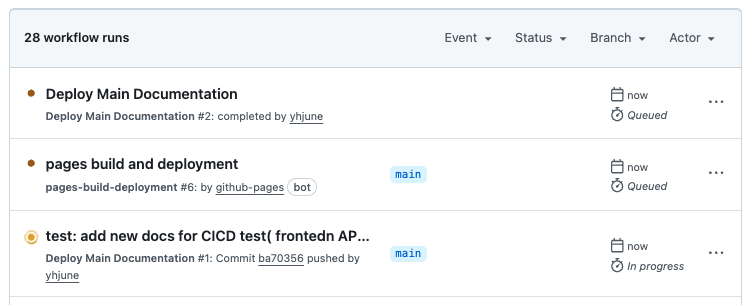 28 workflow runs Event Status Branch Actor
Deploy Main Documentation
Deploy Main Documentation #2: completed by yhjune
now
Queued
pages build and deployment
pages-build-deployment #6: by github-pages bot
main
now
Queued
test: add new docs for CICD test( frontedn AP...
Deploy Main Documentation #1: Commit ba70356 pushed by
yhjune
main
now
In progress